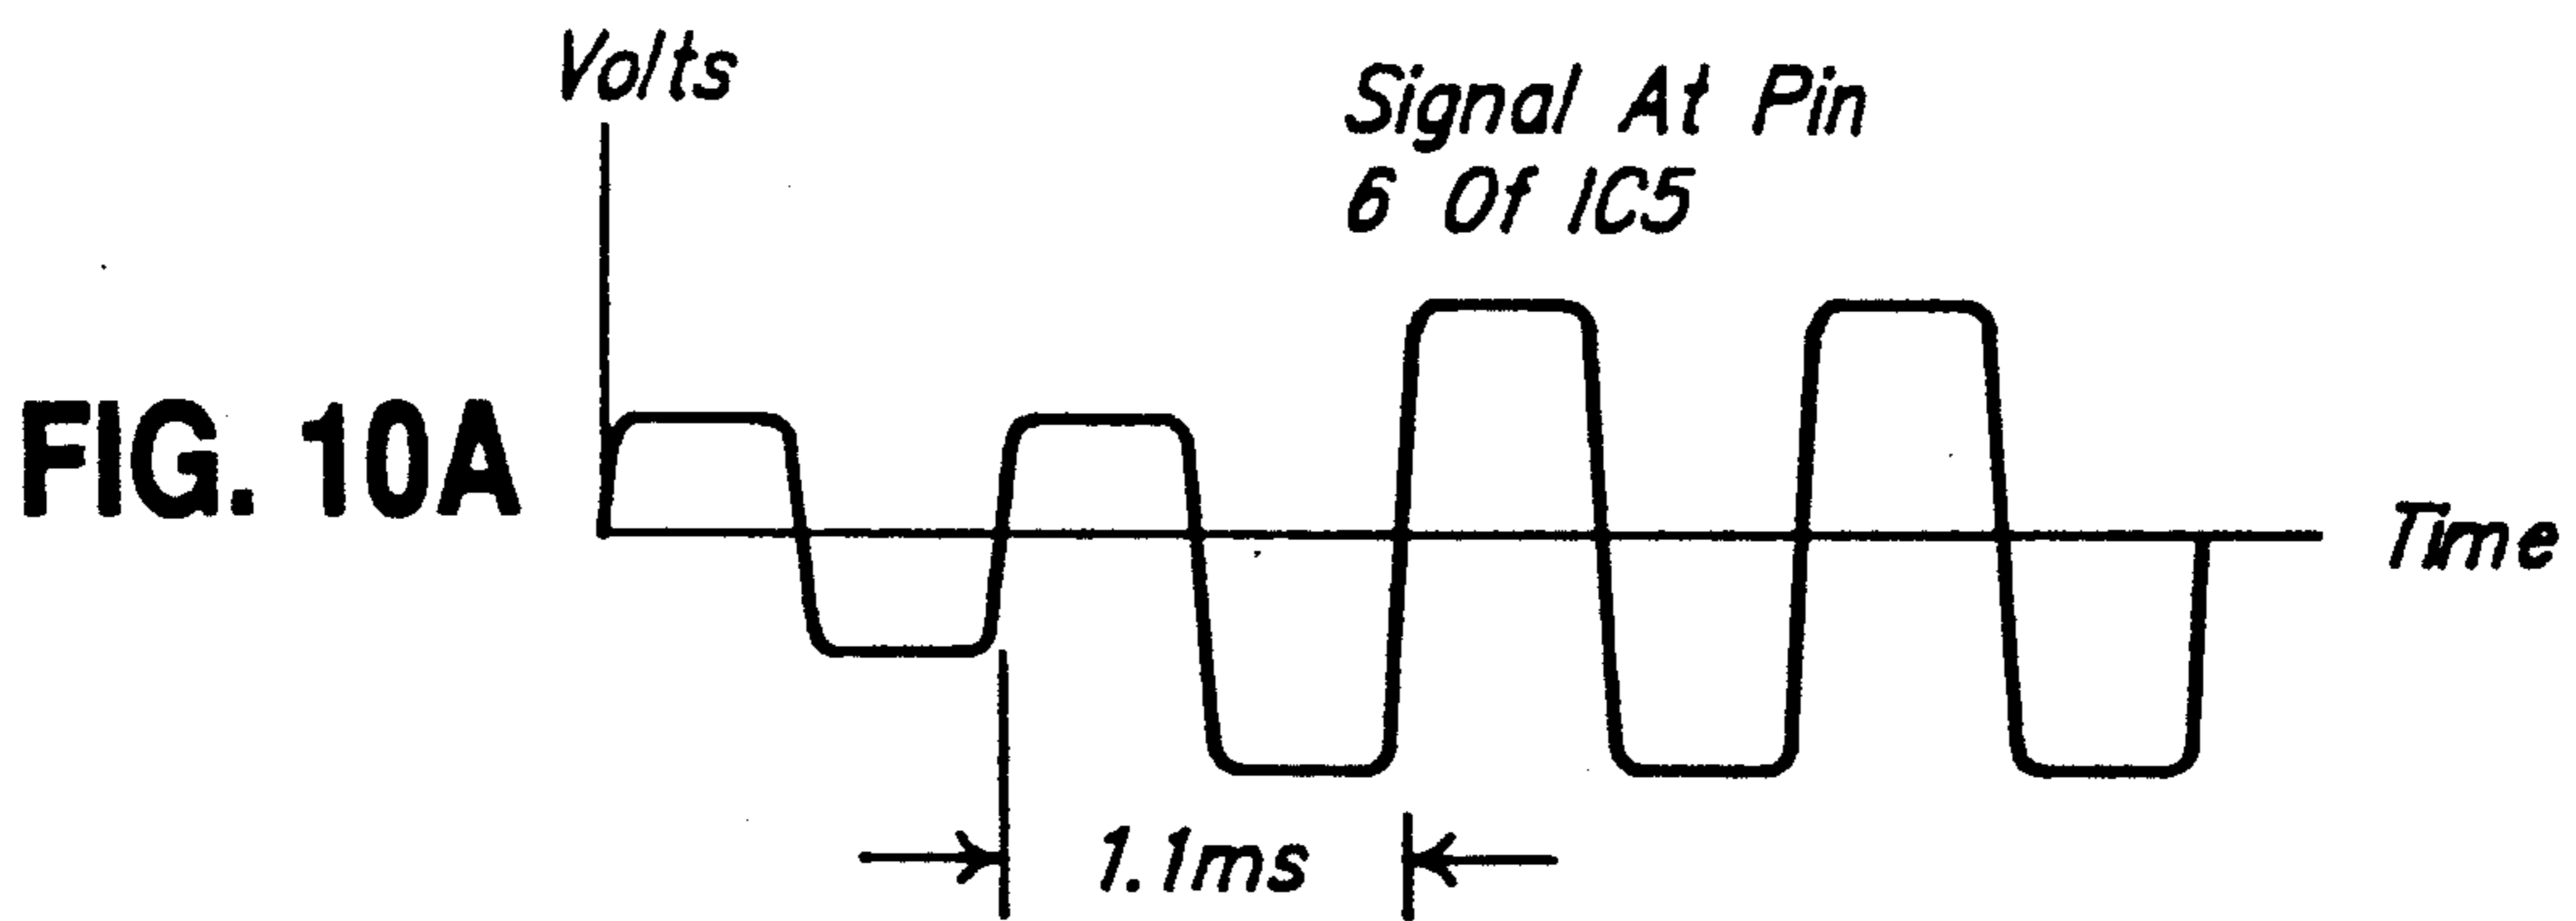 Volts
Signal At Pin
6 Of IC5
FIG. 10A
Time
1.1ms